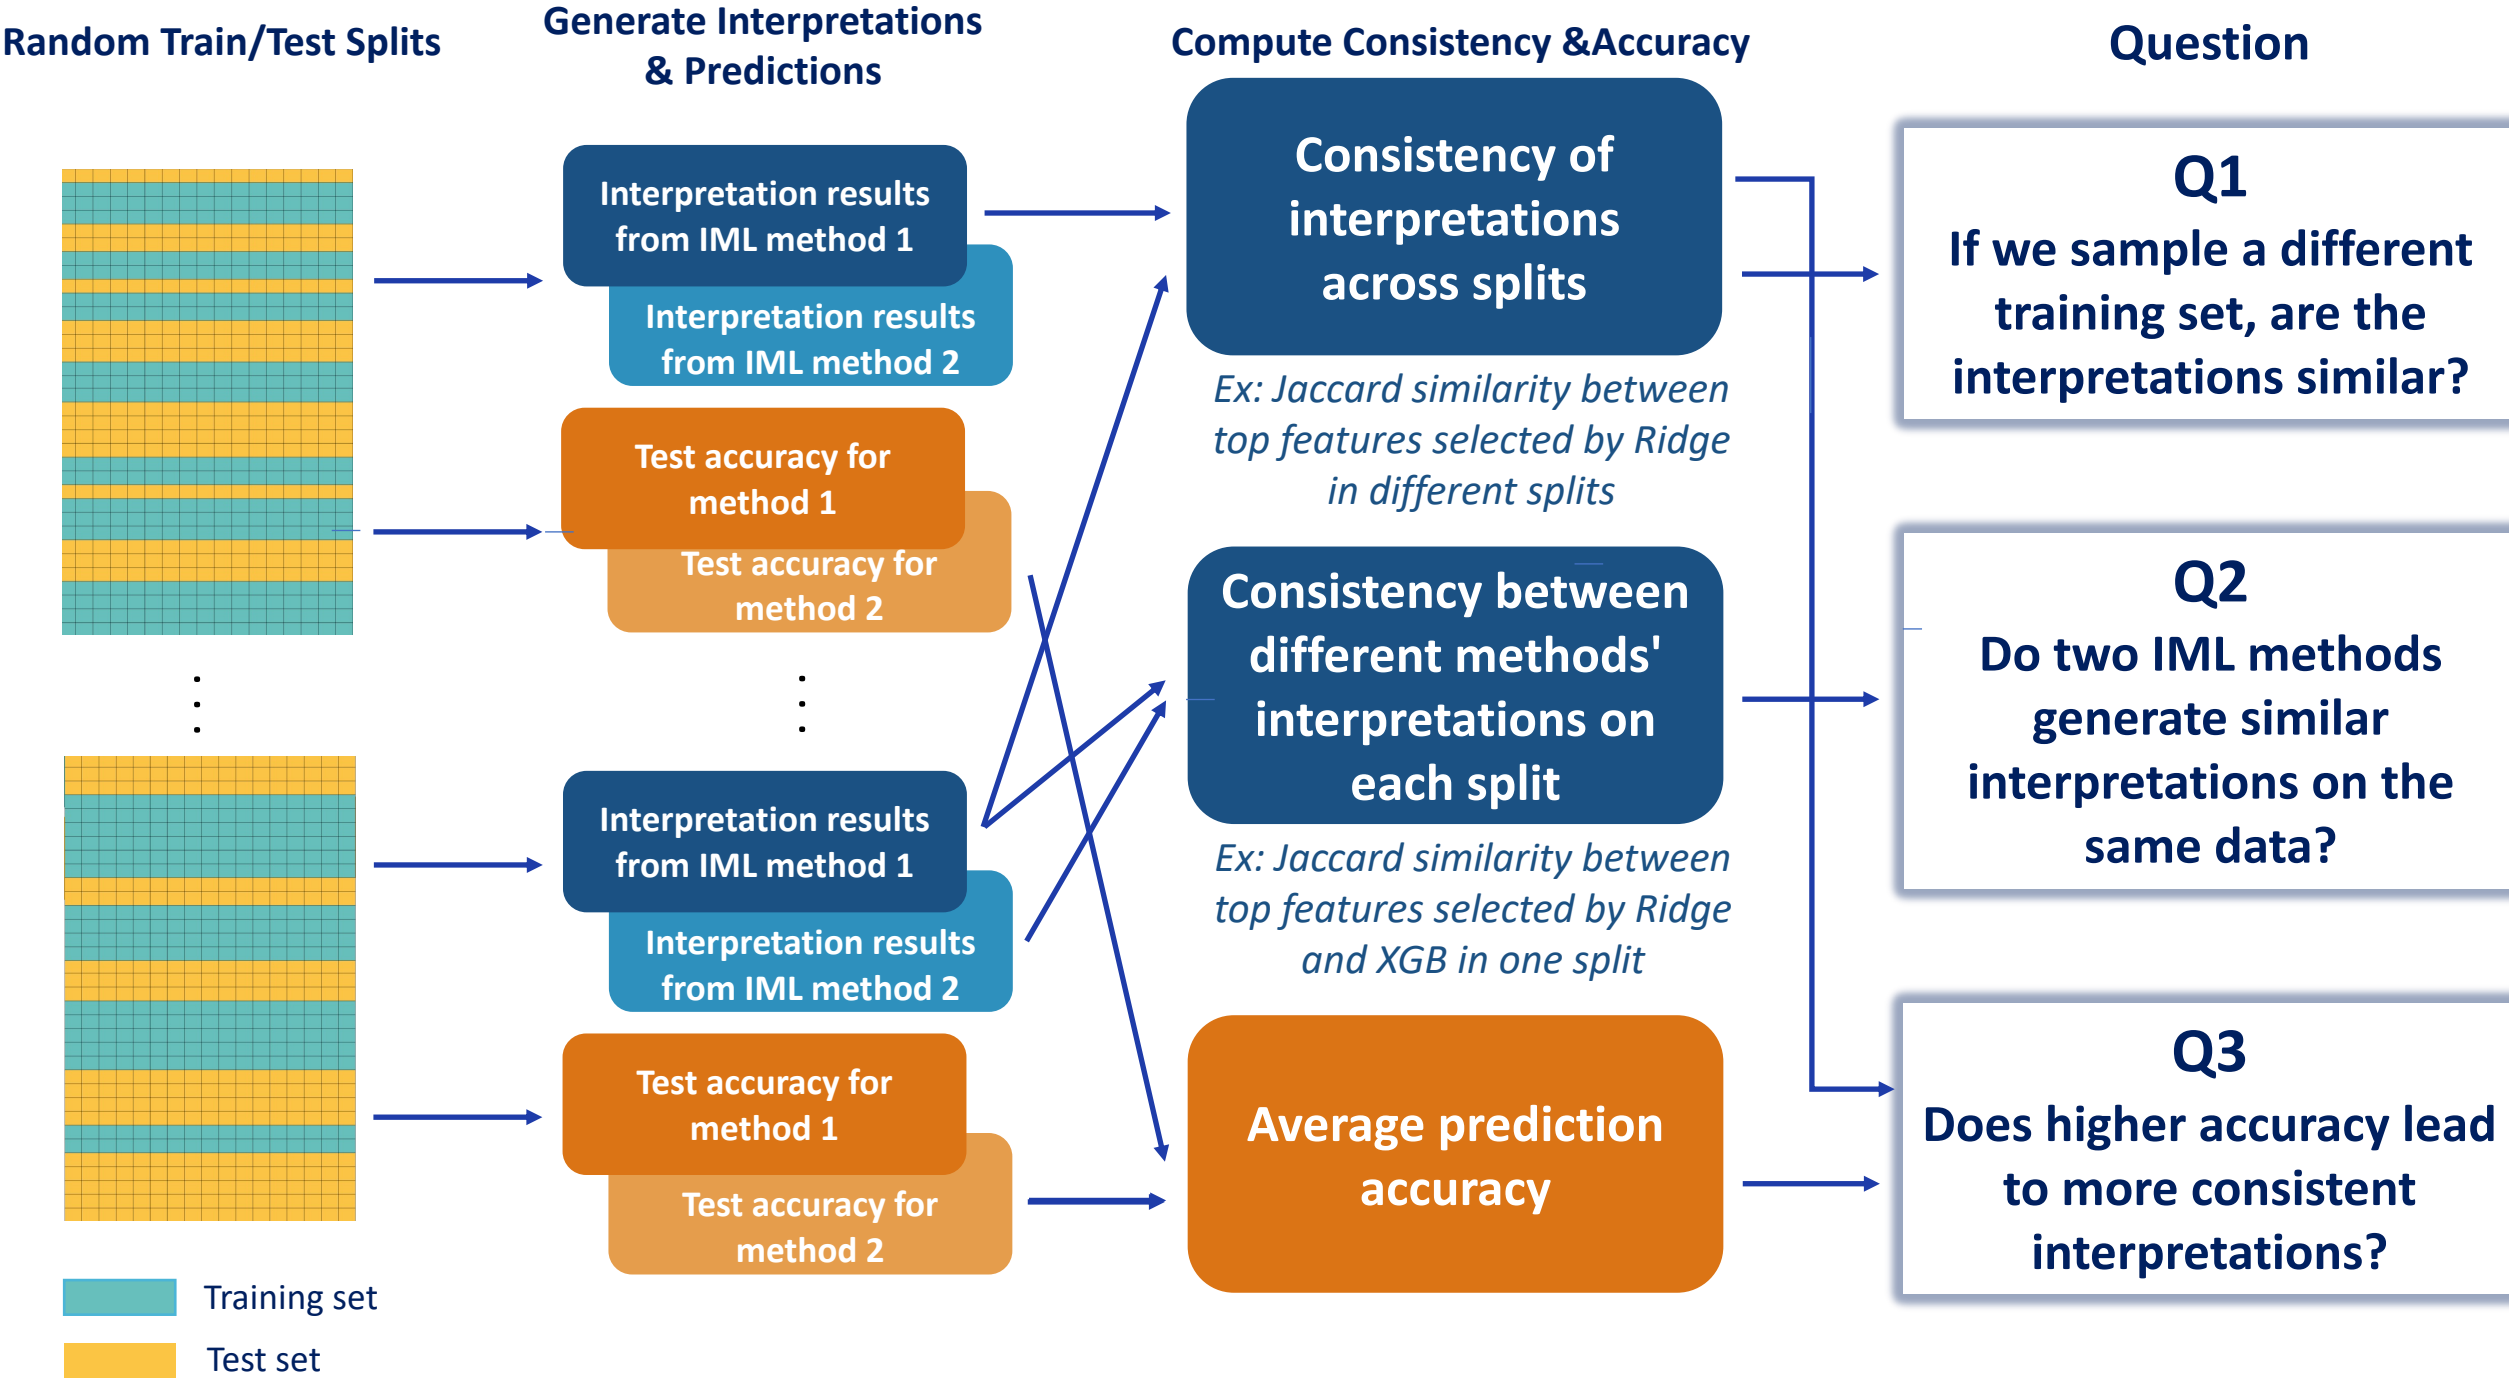 Random Train/Test Splits
Generate Interpretations
& Predictions
Compute Consistency &Accuracy
Question
Interpretation results
from IML method 1
Interpretation results
from IML method 2
Test accuracy for
method 1
Test accuracy for
method 2
Interpretation results
from IML method 1
Interpretation results
from IML method 2
Test accuracy for
method 1
Test accuracy for
method 2
Training set
Test set
Consistency of
interpretations
across splits
Ex: Jaccard similarity between
top features selected by Ridge
in different splits
Consistency between
different methods'
interpretations on
each split
Ex: Jaccard similarity between
top features selected by Ridge
and XGB in one split
Average prediction
accuracy
Q1
If we sample a different
training set, are the
interpretations similar?
Q2
Do two IML methods
generate similar
interpretations on the
same data?
Q3
Does higher accuracy lead
to more consistent
interpretations?